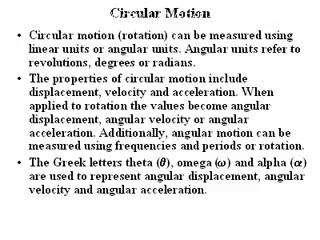 Circular Motion
• Circular motion (rotation) can be measured using
linear units or angular units. Angular units refer to
revolutions, degrees or radians.
• The properties of circular motion include
displacement, velocity and acceleration. When
applied to rotation the values become angular
displacement, angular velocity or angular
acceleration. Additionally, angular motion can be
measured using frequencies and periods or rotation.
• The Greek letters theta (θ), omega (ω) and alpha (α)
are used to represent angular displacement, angular
velocity and angular acceleration.